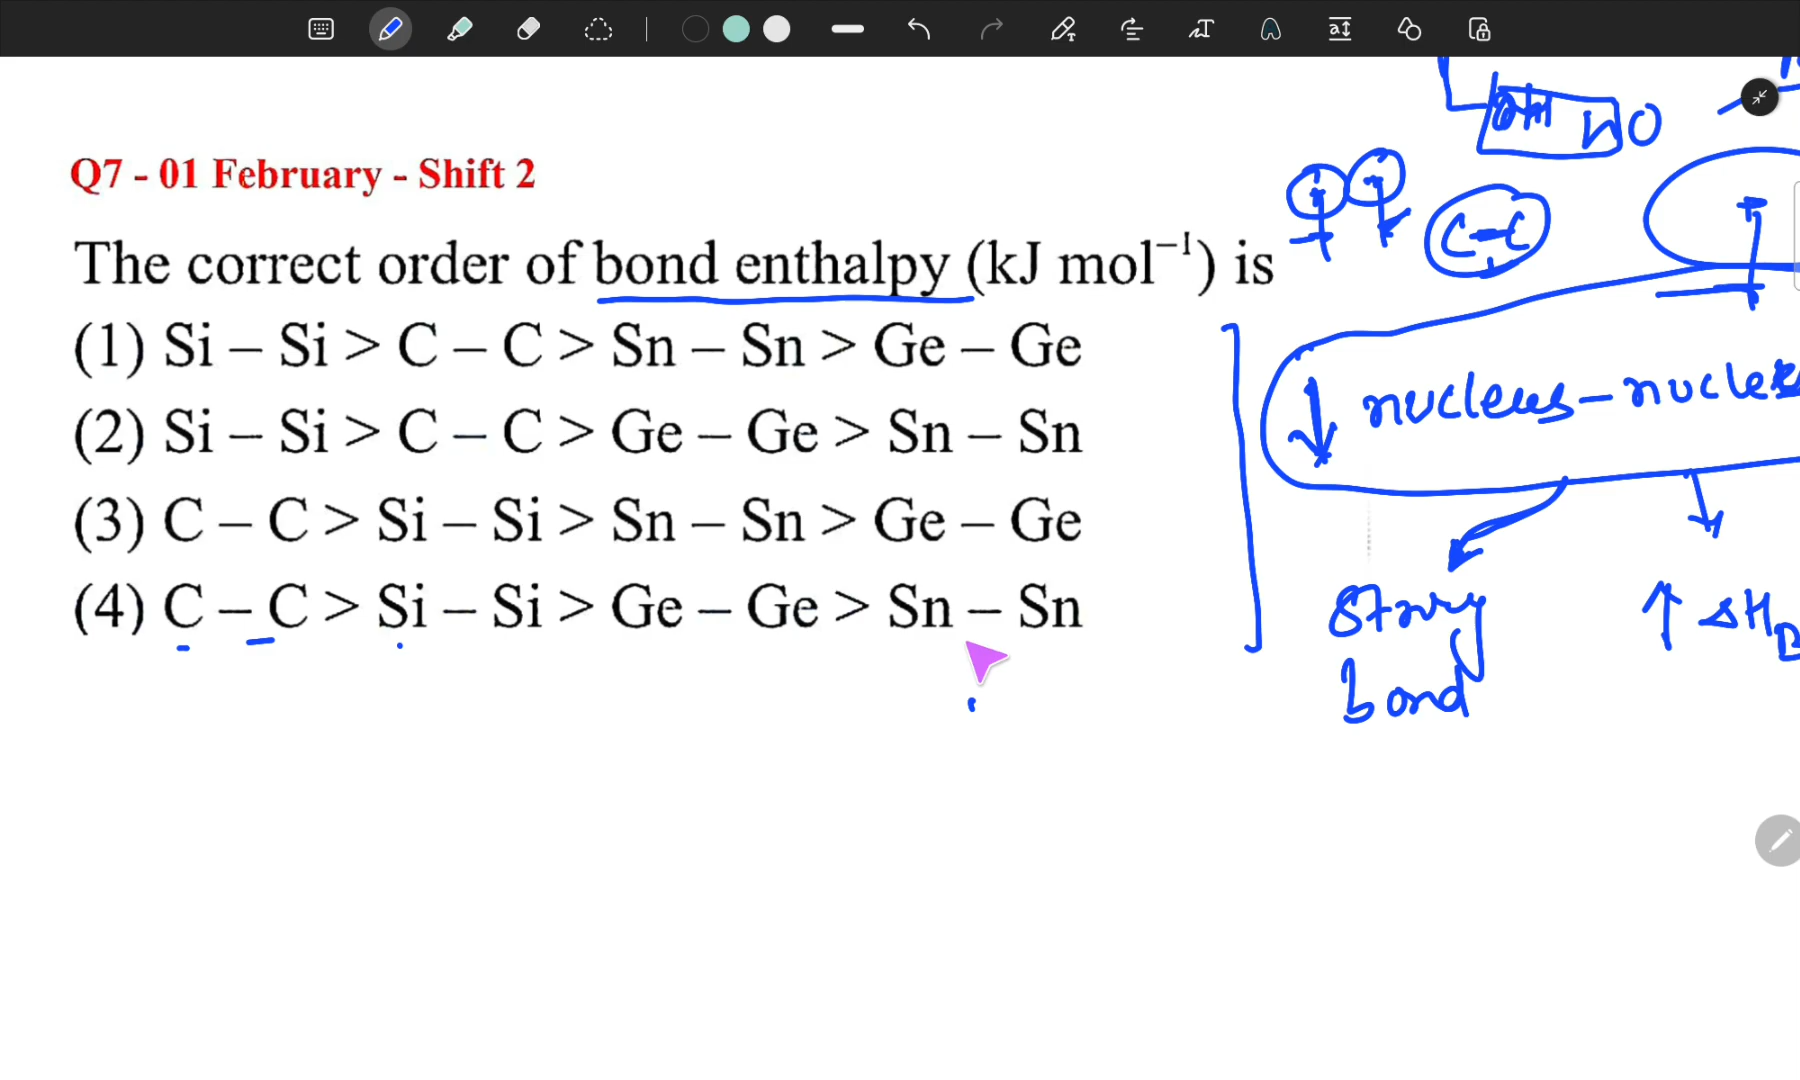 Q7 - 01 February - Shift 2
The correct order of bond enthalpy (kJ mol⁻¹) is
(1) Si – Si > C – C > Sn – Sn > Ge – Ge
(2) Si – Si > C – C > Ge – Ge > Sn – Sn
(3) C – C > Si – Si > Sn – Sn > Ge – Ge
(4) C – C > Si – Si > Ge – Ge > Sn – Sn
C–C
↓ nucleus – nucle
bond
↑ ΔH